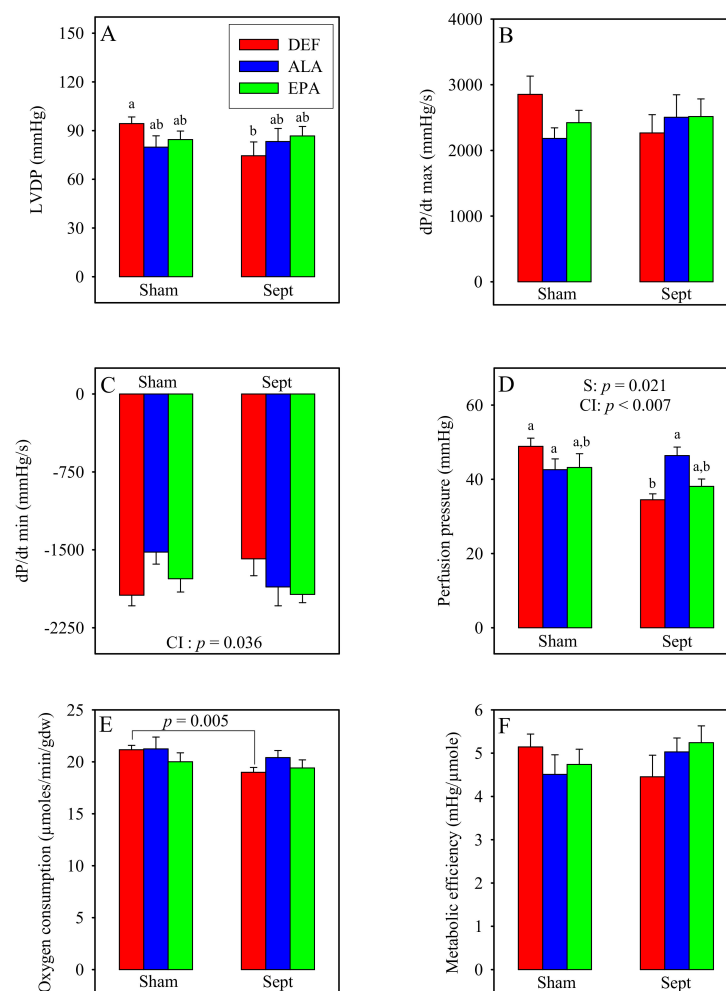 A
LVDP (mmHg)
150
120
90
60
30
0
DEF
ALA
EPA
a
ab
ab
b
ab
ab
Sham
Sept
B
dP/dt max (mmHg/s)
4000
3000
2000
1000
0
Sham
Sept
C
dP/dt min (mmHg/s)
Sham
Sept
0
-750
-1500
-2250
CI : p = 0.036
D
Perfusion pressure (mmHg)
S: p = 0.021
CI: p < 0.007
60
40
20
0
a
a
a,b
b
a
a,b
Sham
Sept
E
Oxygen consumption (μmoles/min/gdw)
25
20
15
10
5
0
p = 0.005
Sham
Sept
F
Metabolic efficiency (mHg/μmole)
6
5
4
3
2
1
0
Sham
Sept